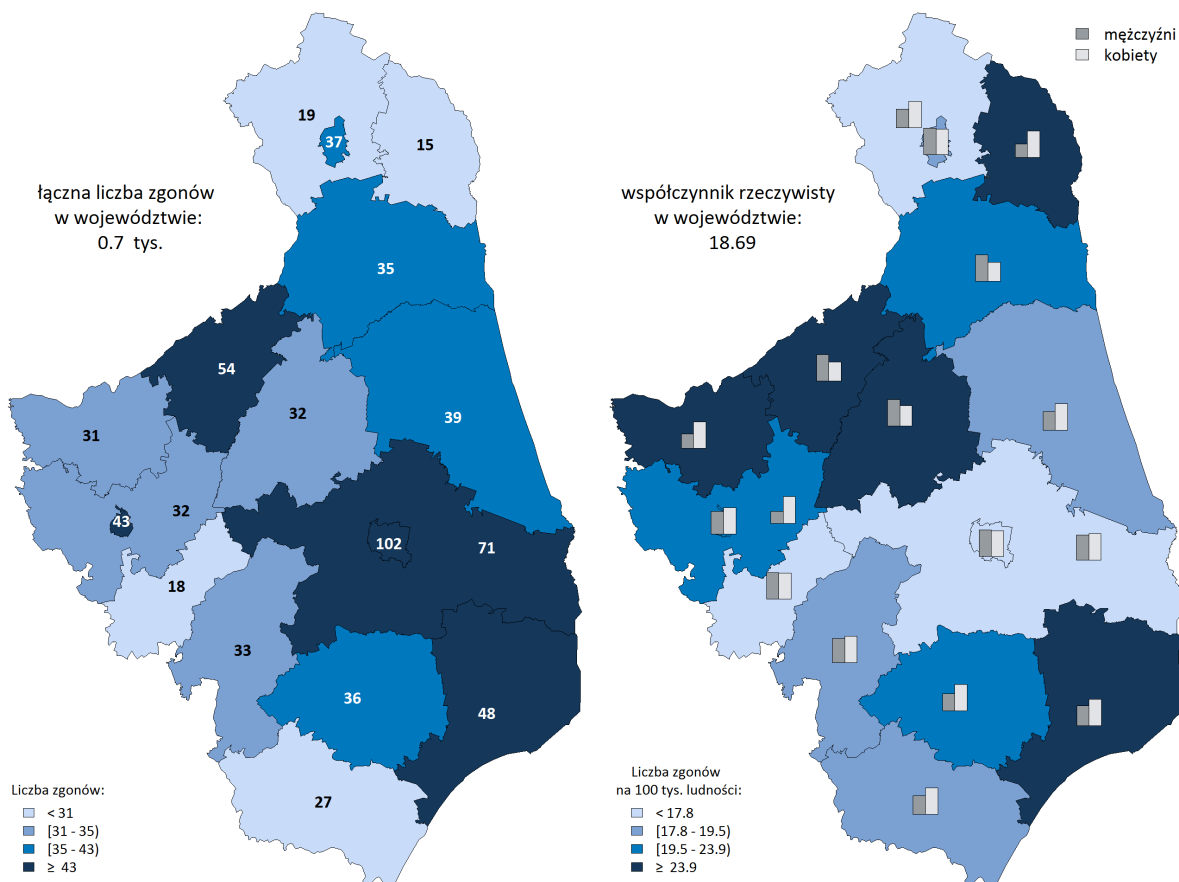 mężczyźni
kobiety
19
37
15
łączna liczba zgonów
w województwie:
0.7 tys.
współczynnik rzeczywisty
w województwie:
18.69
35
54
32
39
31
32
43
102
71
18
33
36
48
27
Liczba zgonów:
< 31
[31 - 35)
[35 - 43)
≥ 43
Liczba zgonów
na 100 tys. ludności:
< 17.8
[17.8 - 19.5)
[19.5 - 23.9)
≥ 23.9